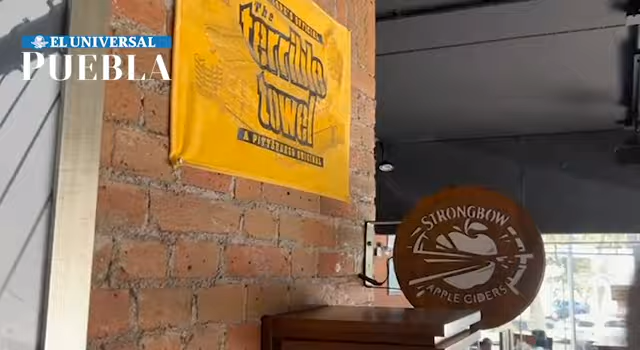 EL UNIVERSAL
PUEBLA
The
terrible
towel
A PITTSBURGH ORIGINAL
STRONGBOW
APPLE CIDERS